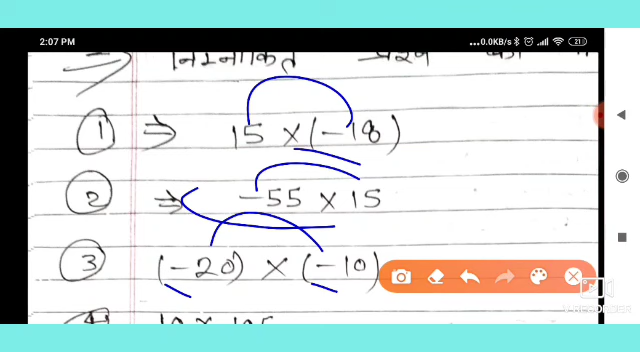 2:07 PM ...0.0KB/s 21
निम्नांकित प्रश्न
① ⇒ 15 × (-18)
② ⇒ -55 × 15
③ (-20) × (-10)